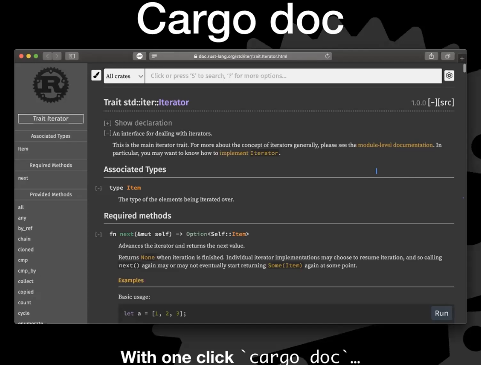 Cargo doc
doc.rust-lang.org/std/iter/trait.Iterator.html
All crates
Click or press 'S' to search, '?' for more options...
Trait Iterator
Associated Types
Item
Required Methods
next
Provided Methods
all
any
by_ref
chain
cloned
cmp
cmp_by
collect
copied
count
cycle
Trait std::iter::Iterator
1.0.0 [-][src]
[+] Show declaration
[-] An interface for dealing with iterators.
This is the main iterator trait. For more about the concept of iterators generally, please see the module-level documentation. In
particular, you may want to know how to implement Iterator.
Associated Types
[-] type Item
The type of the elements being iterated over.
Required methods
[-] fn next(&mut self) -> Option<Self::Item>
Advances the iterator and returns the next value.
Returns None when iteration is finished. Individual iterator implementations may choose to resume iteration, and so calling
next() again may or may not eventually start returning Some(Item) again at some point.
Examples
Basic usage:
let a = [1, 2, 3];
Run
With one click `cargo doc`…